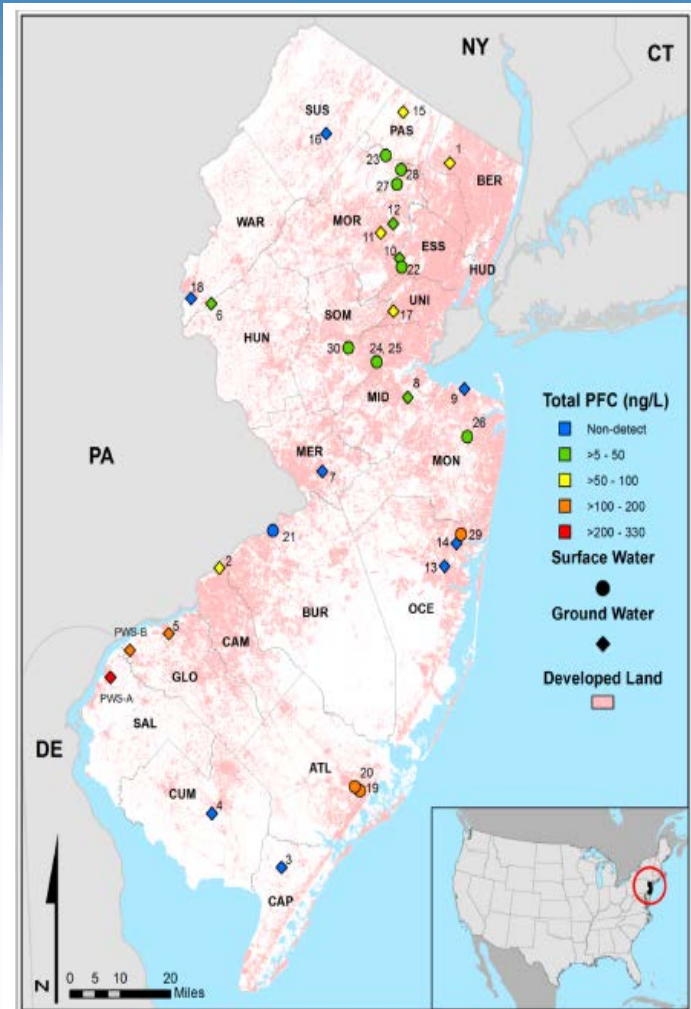 NY
CT
SUS
15
PAS
16
23
1
28
BER
27
12
WAR
MOR
11
ESS
10
22
HUD
18
UNI
6
SOM
17
HUN
30
24, 25
8
9
MID
26
PA
MER
7
MON
21
14
29
13
2
BUR
OCE
5
PWS-B
CAM
GLO
PWS-A
SAL
DE
ATL
20
19
CUM
4
3
CAP
Total PFC (ng/L)
Non-detect
>5 - 50
>50 - 100
>100 - 200
>200 - 330
Surface Water
Ground Water
Developed Land
N
0 5 10 20
Miles